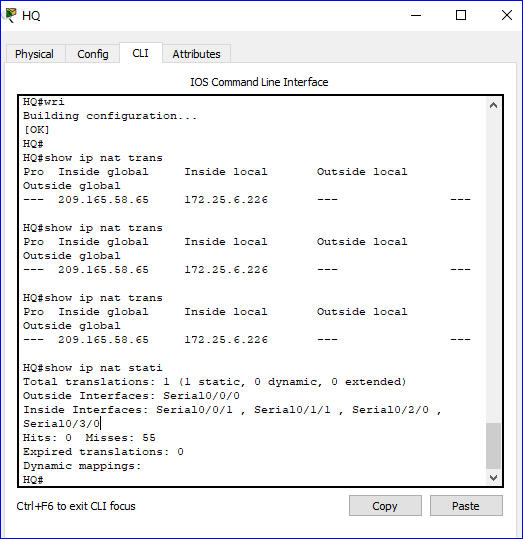 HQ
Physical Config CLI Attributes
IOS Command Line Interface
HQ#wri
Building configuration...
[OK]
HQ#
HQ#show ip nat trans
Pro  Inside global     Inside local       Outside local
Outside global
---  209.165.58.65     172.25.6.226       ---                ---

HQ#show ip nat trans
Pro  Inside global     Inside local       Outside local
Outside global
---  209.165.58.65     172.25.6.226       ---                ---

HQ#show ip nat trans
Pro  Inside global     Inside local       Outside local
Outside global
---  209.165.58.65     172.25.6.226       ---                ---

HQ#show ip nat stati
Total translations: 1 (1 static, 0 dynamic, 0 extended)
Outside Interfaces: Serial0/0/0
Inside Interfaces: Serial0/0/1 , Serial0/1/1 , Serial0/2/0 ,
Serial0/3/0
Hits: 0  Misses: 55
Expired translations: 0
Dynamic mappings:
HQ#
Ctrl+F6 to exit CLI focus
Copy Paste